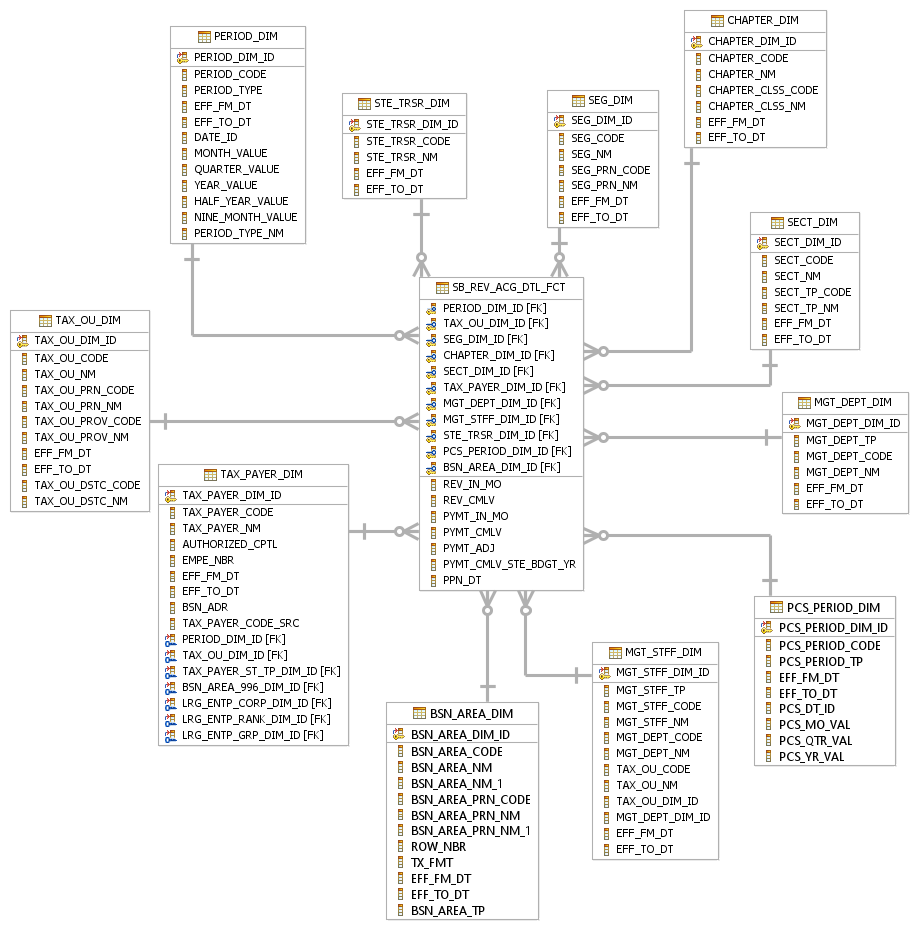 PERIOD_DIM
PERIOD_DIM_ID
PERIOD_CODE
PERIOD_TYPE
EFF_FM_DT
EFF_TO_DT
DATE_ID
MONTH_VALUE
QUARTER_VALUE
YEAR_VALUE
HALF_YEAR_VALUE
NINE_MONTH_VALUE
PERIOD_TYPE_NM
STE_TRSR_DIM
STE_TRSR_DIM_ID
STE_TRSR_CODE
STE_TRSR_NM
EFF_FM_DT
EFF_TO_DT
SEG_DIM
SEG_DIM_ID
SEG_CODE
SEG_NM
SEG_PRN_CODE
SEG_PRN_NM
EFF_FM_DT
EFF_TO_DT
CHAPTER_DIM
CHAPTER_DIM_ID
CHAPTER_CODE
CHAPTER_NM
CHAPTER_CLSS_CODE
CHAPTER_CLSS_NM
EFF_FM_DT
EFF_TO_DT
SECT_DIM
SECT_DIM_ID
SECT_CODE
SECT_NM
SECT_TP_CODE
SECT_TP_NM
EFF_FM_DT
EFF_TO_DT
TAX_OU_DIM
TAX_OU_DIM_ID
TAX_OU_CODE
TAX_OU_NM
TAX_OU_PRN_CODE
TAX_OU_PRN_NM
TAX_OU_PROV_CODE
TAX_OU_PROV_NM
EFF_FM_DT
EFF_TO_DT
TAX_OU_DSTC_CODE
TAX_OU_DSTC_NM
SB_REV_ACG_DTL_FCT
PERIOD_DIM_ID [FK]
TAX_OU_DIM_ID [FK]
SEG_DIM_ID [FK]
CHAPTER_DIM_ID [FK]
SECT_DIM_ID [FK]
TAX_PAYER_DIM_ID [FK]
MGT_DEPT_DIM_ID [FK]
MGT_STFF_DIM_ID [FK]
STE_TRSR_DIM_ID [FK]
PCS_PERIOD_DIM_ID [FK]
BSN_AREA_DIM_ID [FK]
REV_IN_MO
REV_CMLV
PYMT_IN_MO
PYMT_CMLV
PYMT_ADJ
PYMT_CMLV_STE_BDGT_YR
PPN_DT
MGT_DEPT_DIM
MGT_DEPT_DIM_ID
MGT_DEPT_TP
MGT_DEPT_CODE
MGT_DEPT_NM
EFF_FM_DT
EFF_TO_DT
TAX_PAYER_DIM
TAX_PAYER_DIM_ID
TAX_PAYER_CODE
TAX_PAYER_NM
AUTHORIZED_CPTL
EMPE_NBR
EFF_FM_DT
EFF_TO_DT
BSN_ADR
TAX_PAYER_CODE_SRC
PERIOD_DIM_ID [FK]
TAX_OU_DIM_ID [FK]
TAX_PAYER_ST_TP_DIM_ID [FK]
BSN_AREA_996_DIM_ID [FK]
LRG_ENTP_CORP_DIM_ID [FK]
LRG_ENTP_RANK_DIM_ID [FK]
LRG_ENTP_GRP_DIM_ID [FK]
PCS_PERIOD_DIM
PCS_PERIOD_DIM_ID
PCS_PERIOD_CODE
PCS_PERIOD_TP
EFF_FM_DT
EFF_TO_DT
PCS_DT_ID
PCS_MO_VAL
PCS_QTR_VAL
PCS_YR_VAL
MGT_STFF_DIM
MGT_STFF_DIM_ID
MGT_STFF_TP
MGT_STFF_CODE
MGT_STFF_NM
MGT_DEPT_CODE
MGT_DEPT_NM
TAX_OU_CODE
TAX_OU_NM
TAX_OU_DIM_ID
MGT_DEPT_DIM_ID
EFF_FM_DT
EFF_TO_DT
BSN_AREA_DIM
BSN_AREA_DIM_ID
BSN_AREA_CODE
BSN_AREA_NM
BSN_AREA_NM_1
BSN_AREA_PRN_CODE
BSN_AREA_PRN_NM
BSN_AREA_PRN_NM_1
ROW_NBR
TX_FMT
EFF_FM_DT
EFF_TO_DT
BSN_AREA_TP